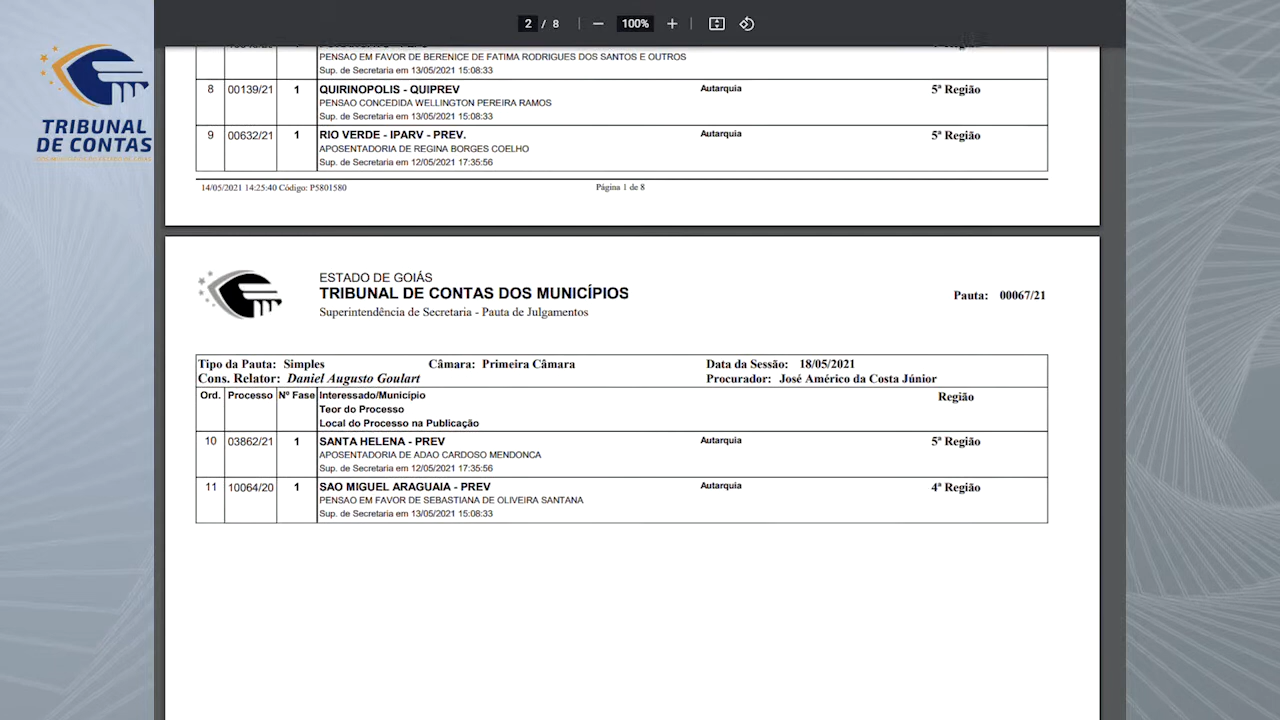 2 / 8 100%
TRIBUNAL
DE CONTAS
PENSAO EM FAVOR DE BERENICE DE FATIMA RODRIGUES DOS SANTOS E OUTROS
Sup. de Secretaria em 13/05/2021 15:08:33
8 00139/21 1 QUIRINOPOLIS - QUIPREV Autarquia 5ª Região
PENSAO CONCEDIDA WELLINGTON PEREIRA RAMOS
Sup. de Secretaria em 13/05/2021 15:08:33
9 00632/21 1 RIO VERDE - IPARV - PREV. Autarquia 5ª Região
APOSENTADORIA DE REGINA BORGES COELHO
Sup. de Secretaria em 12/05/2021 17:35:56
14/05/2021 14:25:40 Código: P5801580 Página 1 de 8
ESTADO DE GOIÁS
TRIBUNAL DE CONTAS DOS MUNICÍPIOS
Superintendência de Secretaria - Pauta de Julgamentos
Pauta: 00067/21
Tipo da Pauta: Simples Câmara: Primeira Câmara Data da Sessão: 18/05/2021
Cons. Relator: Daniel Augusto Goulart Procurador: José Américo da Costa Júnior
Ord. Processo Nº Fase Interessado/Município Região
Teor do Processo
Local do Processo na Publicação
10 03862/21 1 SANTA HELENA - PREV Autarquia 5ª Região
APOSENTADORIA DE ADAO CARDOSO MENDONCA
Sup. de Secretaria em 12/05/2021 17:35:56
11 10064/20 1 SAO MIGUEL ARAGUAIA - PREV Autarquia 4ª Região
PENSAO EM FAVOR DE SEBASTIANA DE OLIVEIRA SANTANA
Sup. de Secretaria em 13/05/2021 15:08:33